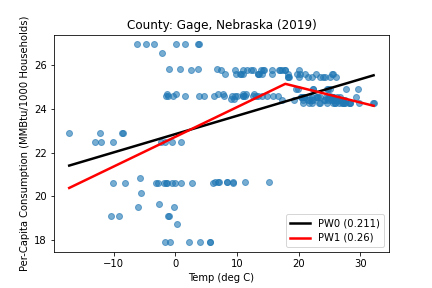 County: Gage, Nebraska (2019)
Per-Capita Consumption (MMBtu/1000 Households)
26
24
22
20
18
−10
0
10
20
30
Temp (deg C)
PW0 (0.211)
PW1 (0.26)